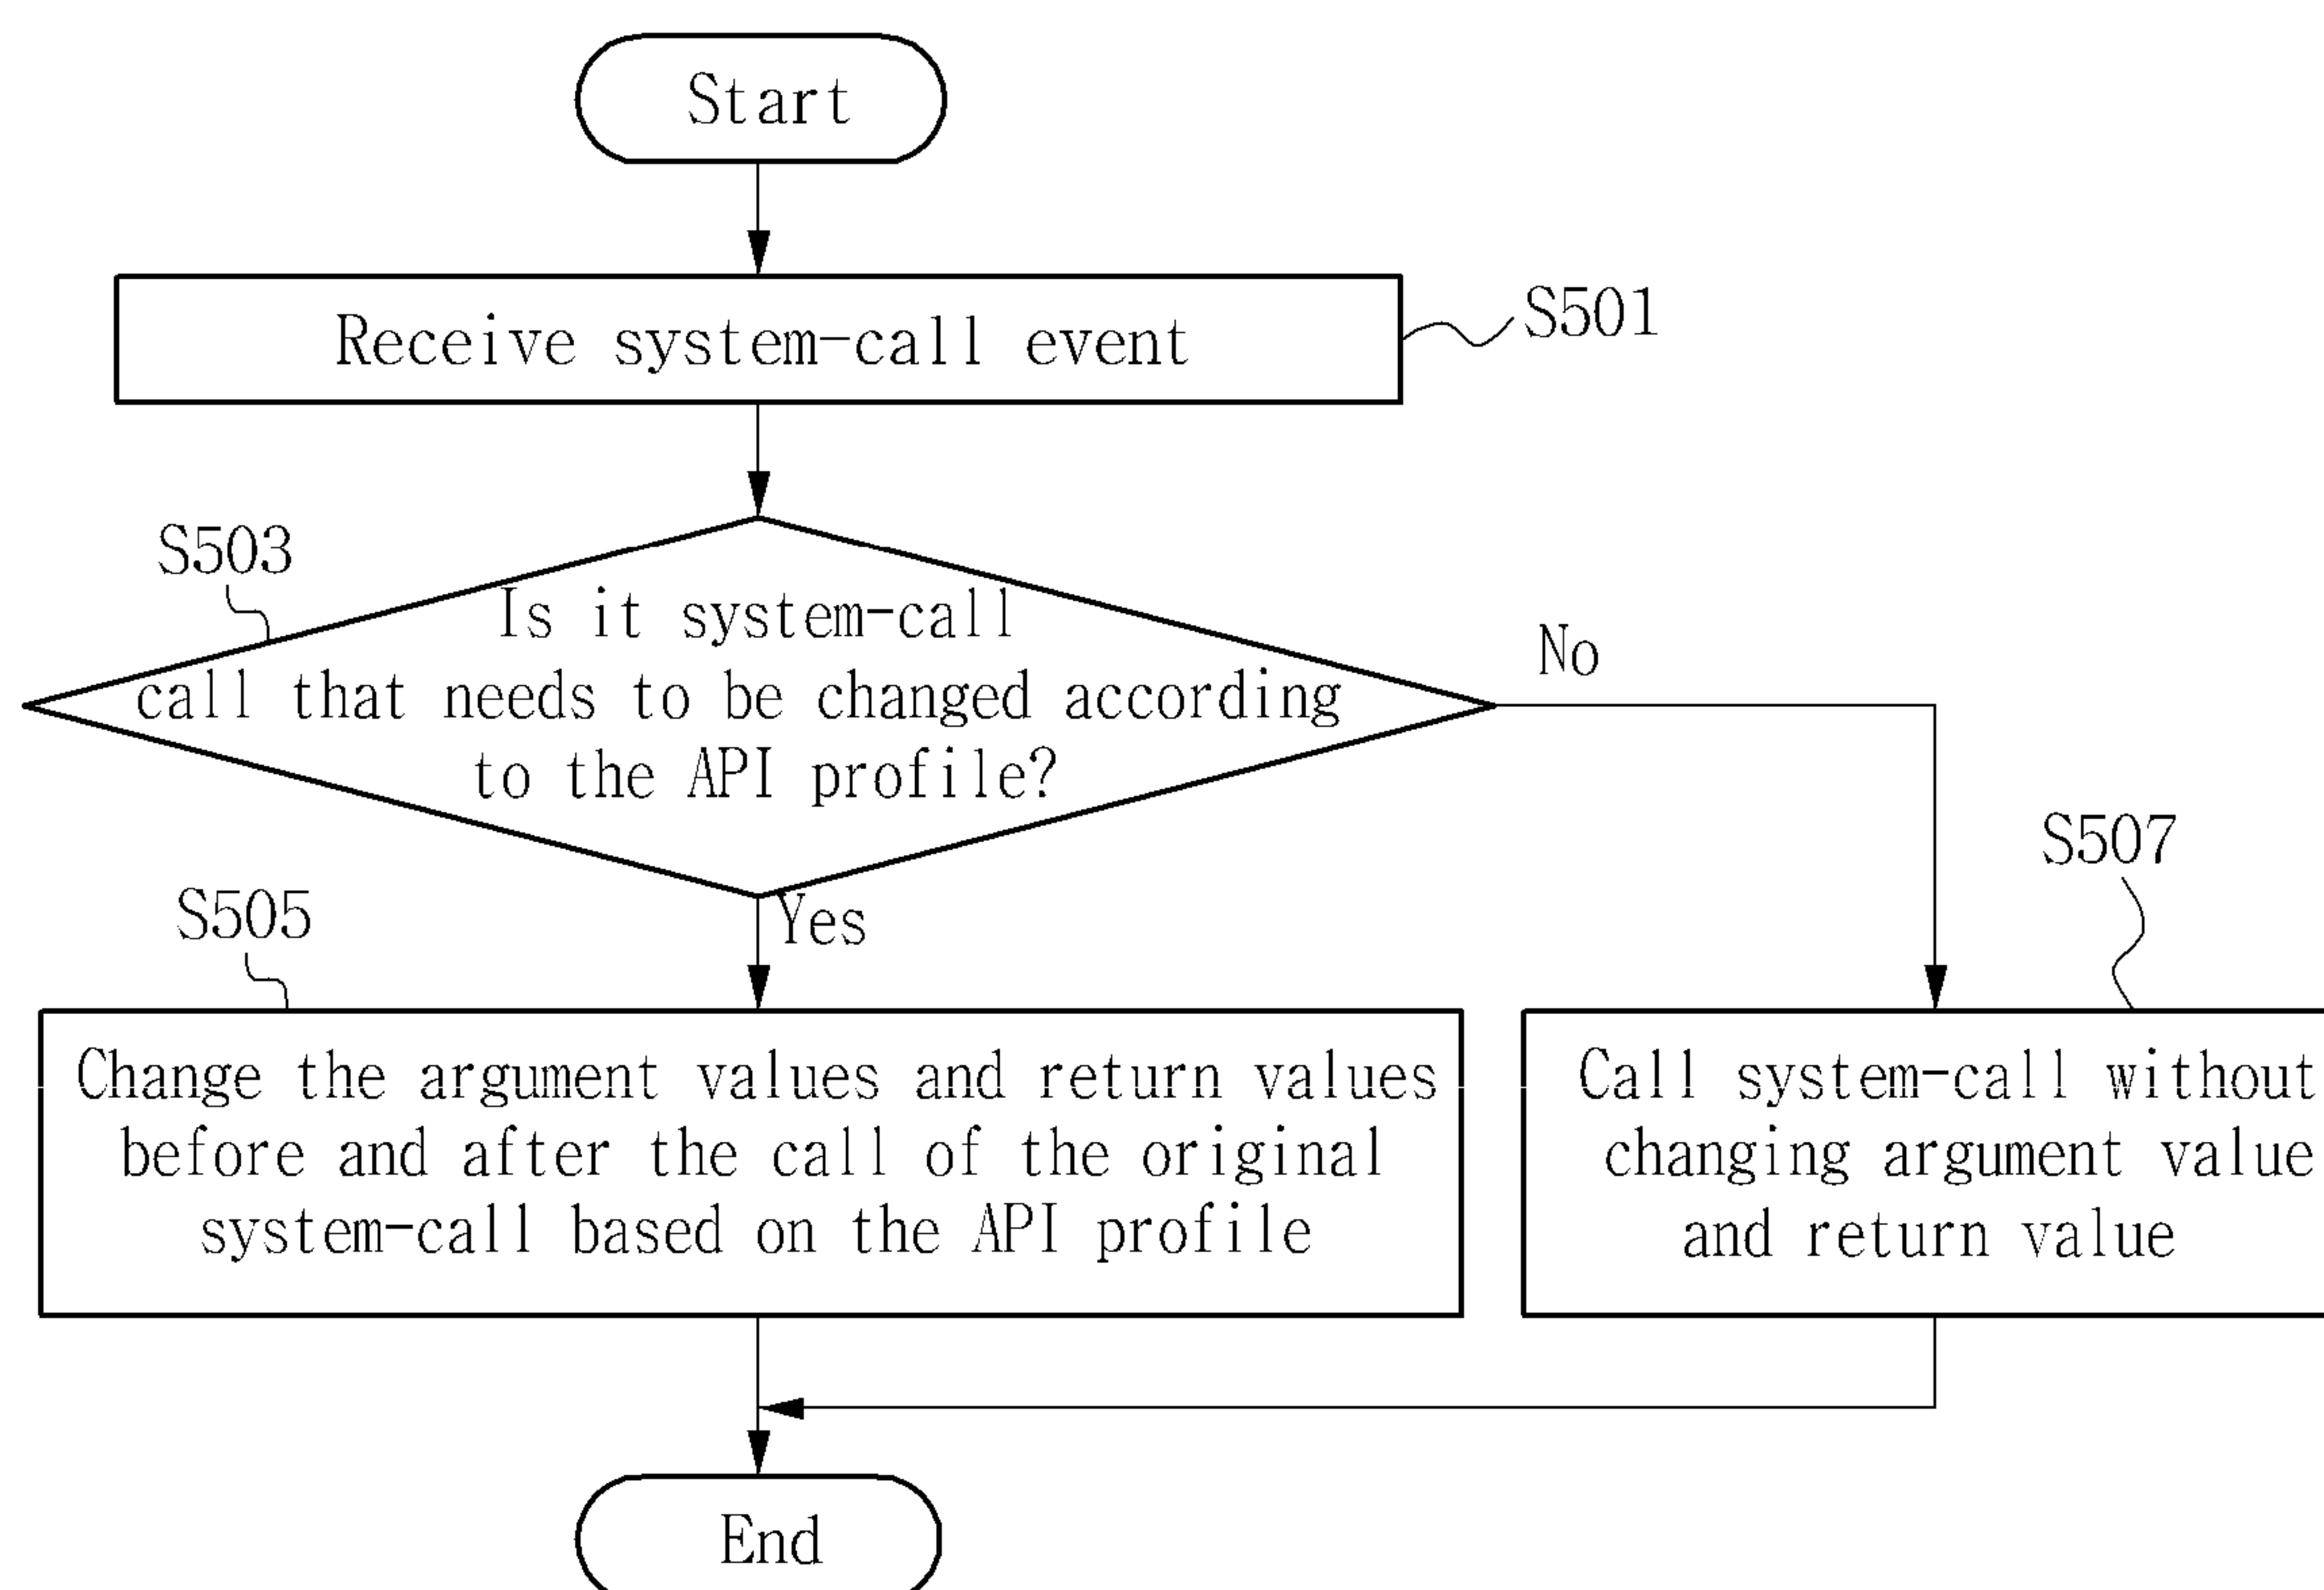 Start
Receive system-call event
S501
S503
Is it system-call
call that needs to be changed according
to the API profile?
No
Yes
S505
S507
Change the argument values and return values
before and after the call of the original
system-call based on the API profile
Call system-call without
changing argument value
and return value
End